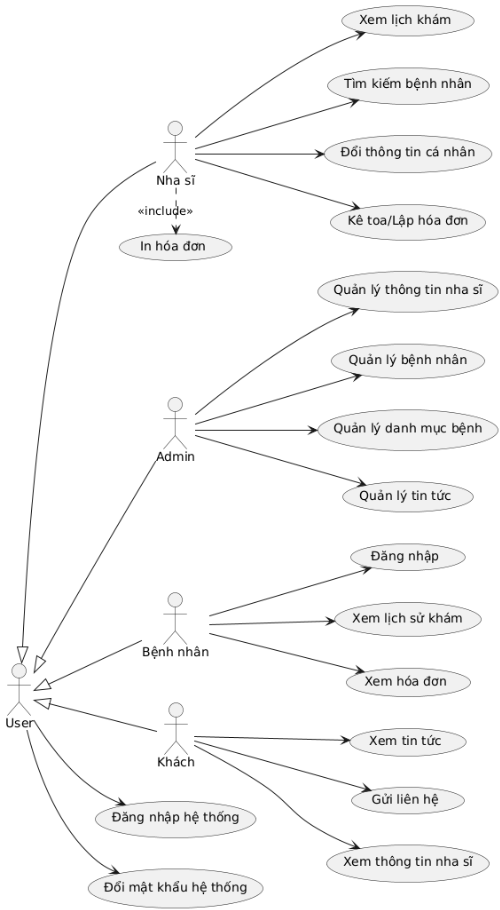 Xem lịch khám
Tìm kiếm bệnh nhân
Đổi thông tin cá nhân
Nha sĩ
«include»
Kê toa/Lập hóa đơn
In hóa đơn
Quản lý thông tin nha sĩ
Quản lý bệnh nhân
Quản lý danh mục bệnh
Admin
Quản lý tin tức
Đăng nhập
Xem lịch sử khám
Bệnh nhân
Xem hóa đơn
User
Xem tin tức
Khách
Gửi liên hệ
Đăng nhập hệ thống
Xem thông tin nha sĩ
Đổi mật khẩu hệ thống